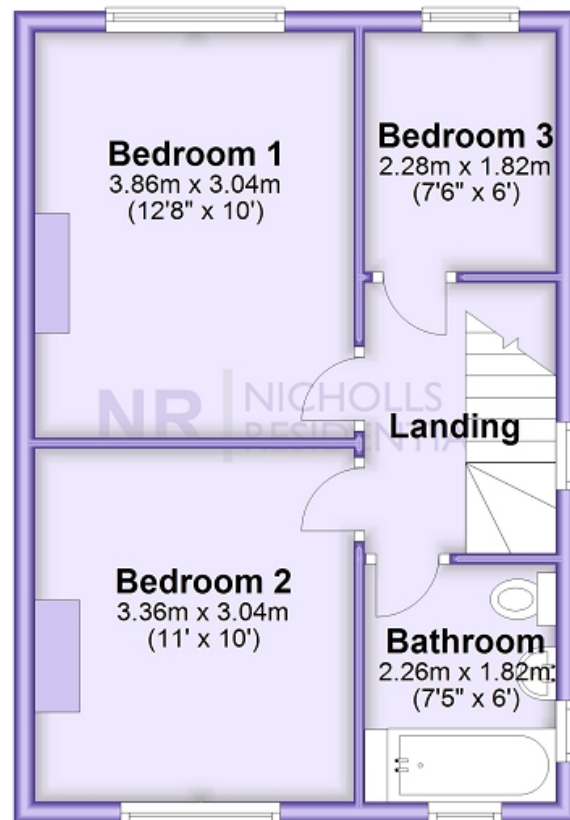 Bedroom 1
3.86m x 3.04m
(12'8" x 10')
Bedroom 3
2.28m x 1.82m
(7'6" x 6')
NR
NICHOLLS
Landing
Bedroom 2
3.36m x 3.04m
(11' x 10')
Bathroom
2.26m x 1.82m
(7'5" x 6')